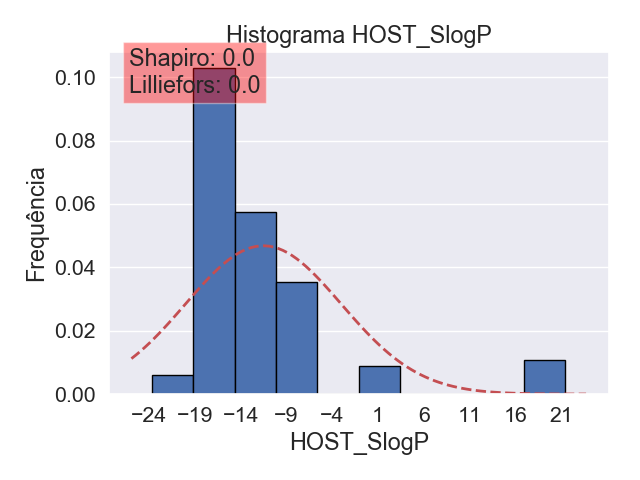 Histograma HOST_SlogP
Shapiro: 0.0
Lilliefors: 0.0
Frequência
0.10
0.08
0.06
0.04
0.02
0.00
−24 −19 −14 −9 −4 1 6 11 16 21
HOST_SlogP